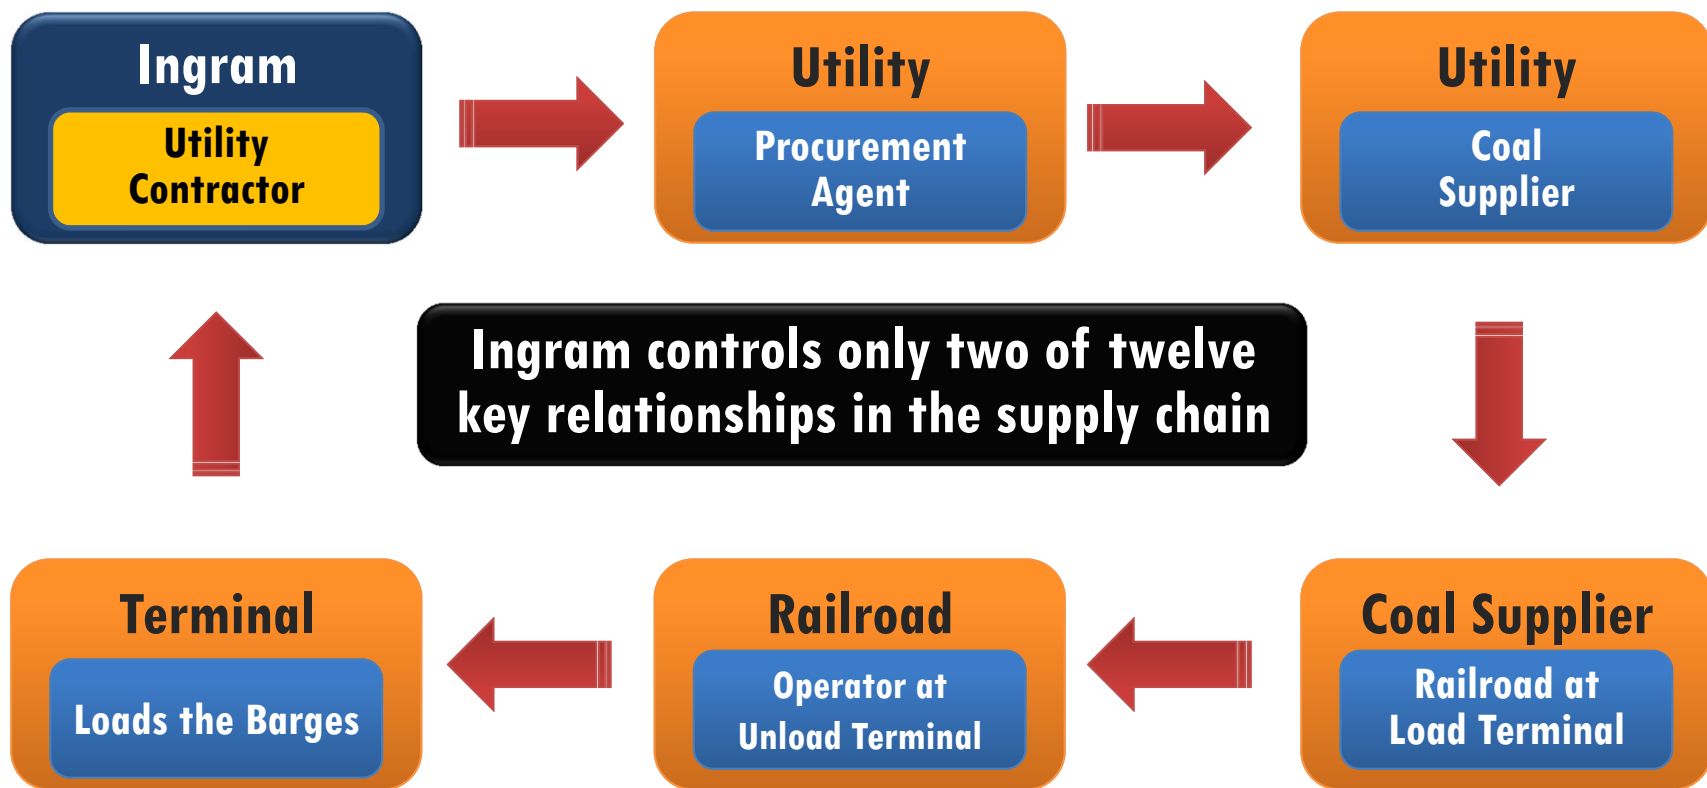 Ingram
Utility
Contractor
Utility
Procurement
Agent
Utility
Coal
Supplier
Ingram controls only two of twelve
key relationships in the supply chain
Terminal
Loads the Barges
Railroad
Operator at
Unload Terminal
Coal Supplier
Railroad at
Load Terminal